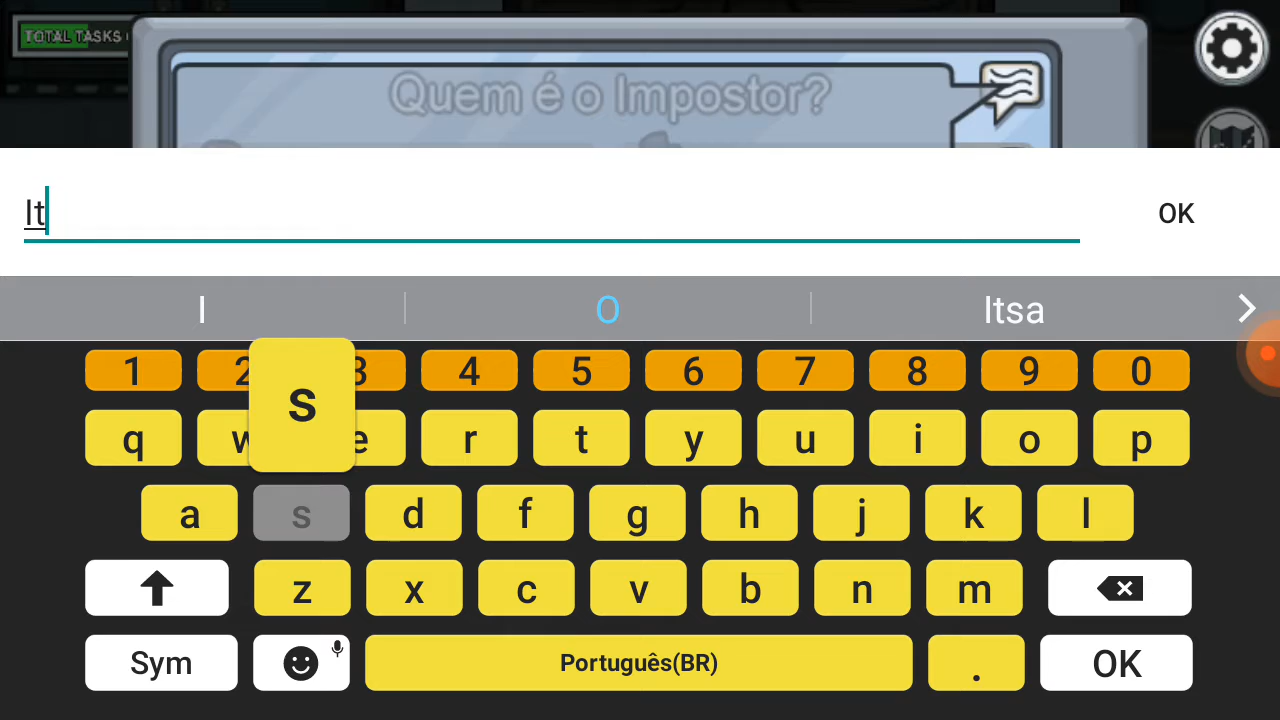 TOTAL TASKS
Quem é o Impostor?
It
OK
I O Itsa
1 2 3 4 5 6 7 8 9 0
s
q w e r t y u i o p
a s d f g h j k l
z x c v b n m
Sym Português(BR) . OK